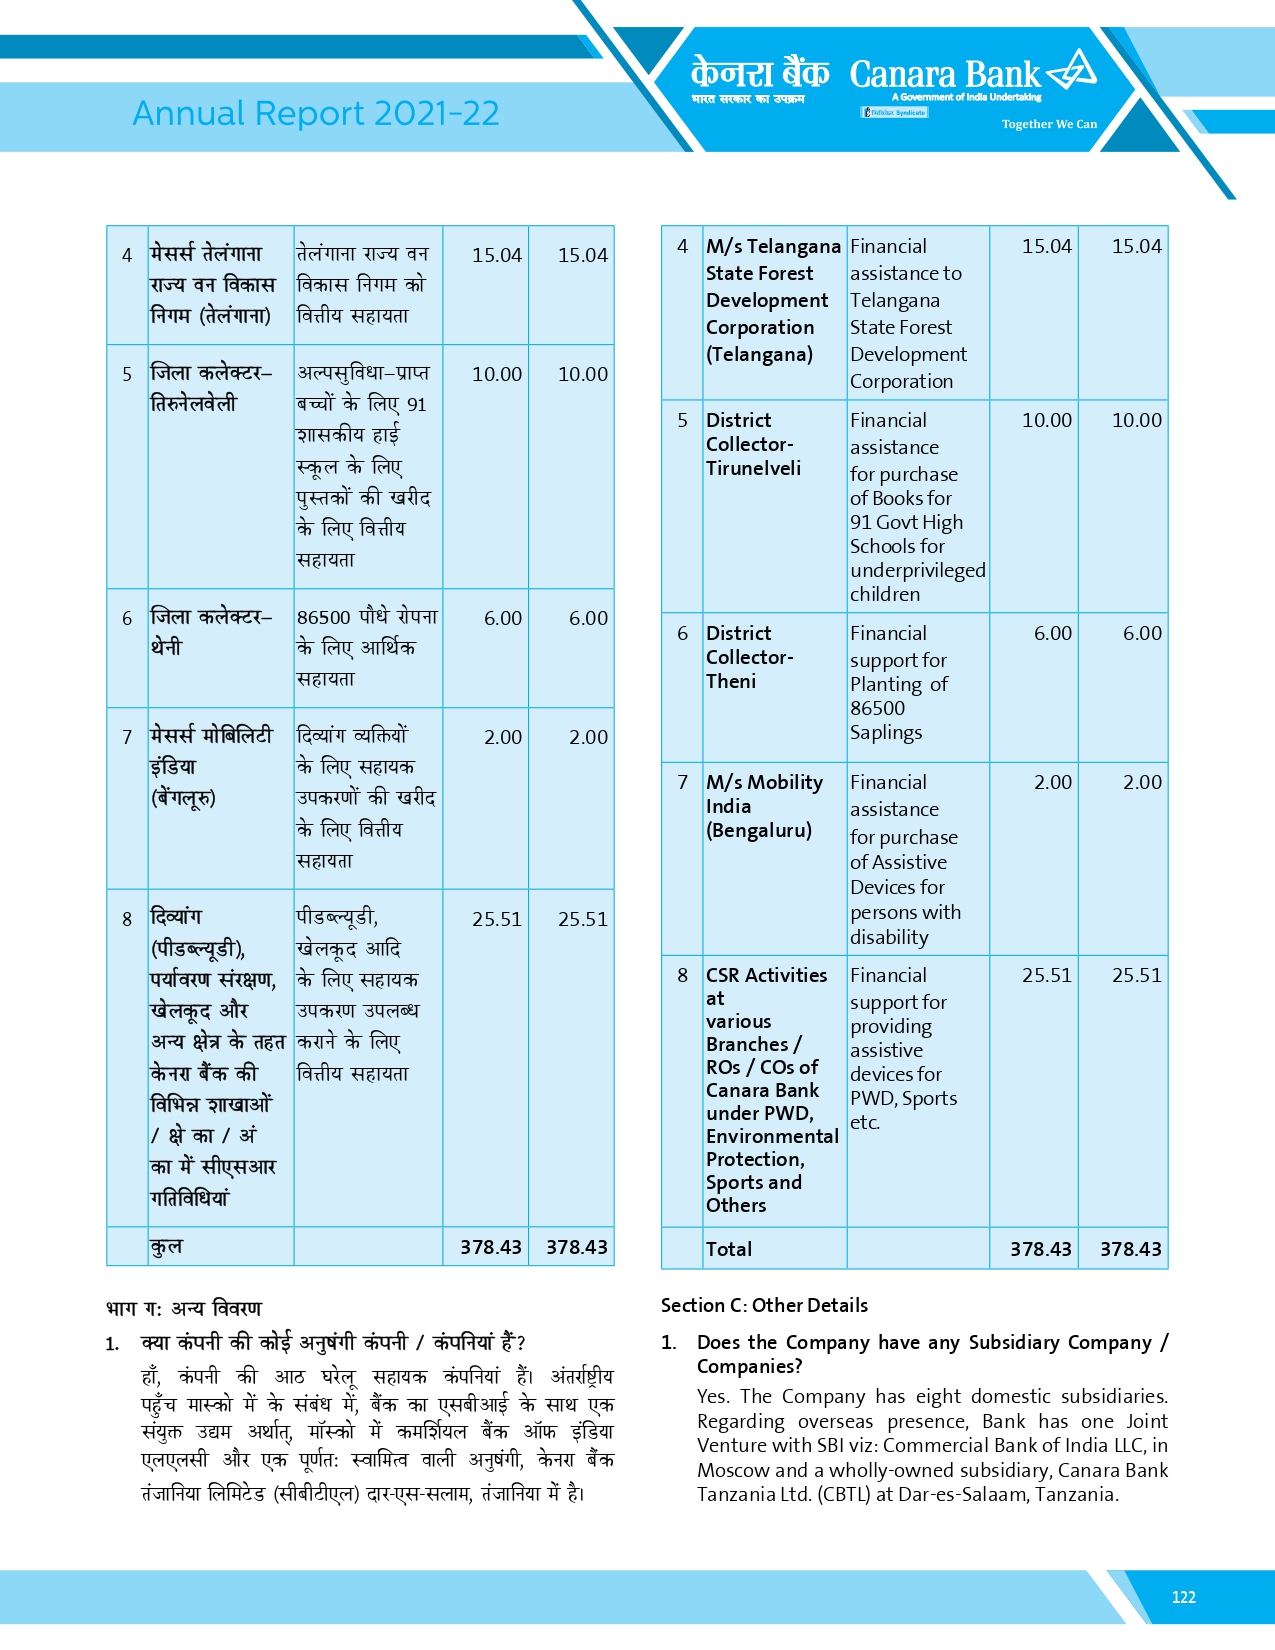 Annual Report 2021-22
केनरा बैंक
भारत सरकार का उपक्रम
Canara Bank
A Government of India Undertaking
Syndicate
Together We Can
4 मेसर्स तेलंगाना तेलंगाना राज्य वन 15.04 15.04
राज्य वन विकास विकास निगम को
निगम (तेलंगाना) वित्तीय सहायता
5 जिला कलेक्टर– अल्पसुविधा–प्राप्त 10.00 10.00
तिरुनेलवेली बच्चों के लिए 91
शासकीय हाई
स्कूल के लिए
पुस्तकों की खरीद
के लिए वित्तीय
सहायता
6 जिला कलेक्टर– 86500 पौधे रोपना 6.00 6.00
थेनी के लिए आर्थिक
सहायता
7 मेसर्स मोबिलिटी दिव्यांग व्यक्तियों 2.00 2.00
इंडिया के लिए सहायक
(बेंगलूरु) उपकरणों की खरीद
के लिए वित्तीय
सहायता
8 दिव्यांग पीडब्ल्यूडी, 25.51 25.51
(पीडब्ल्यूडी), खेलकूद आदि
पर्यावरण संरक्षण, के लिए सहायक
खेलकूद और उपकरण उपलब्ध
अन्य क्षेत्र के तहत कराने के लिए
केनरा बैंक की वित्तीय सहायता
विभिन्न शाखाओं
/ क्षे का / अं
का में सीएसआर
गतिविधियां
कुल 378.43 378.43
भाग ग: अन्य विवरण
1. क्या कंपनी की कोई अनुषंगी कंपनी / कंपनियां हैं?
हाँ, कंपनी की आठ घरेलू सहायक कंपनियां हैं। अंतर्राष्ट्रीय
पहुँच मास्को में के संबंध में, बैंक का एसबीआई के साथ एक
संयुक्त उद्यम अर्थात्, मॉस्को में कमर्शियल बैंक ऑफ इंडिया
एलएलसी और एक पूर्णत: स्वामित्व वाली अनुषंगी, केनरा बैंक
तंजानिया लिमिटेड (सीबीटीएल) दार-एस-सलाम, तंजानिया में है।
4 M/s Telangana Financial 15.04 15.04
State Forest assistance to
Development Telangana
Corporation State Forest
(Telangana) Development
Corporation
5 District Financial 10.00 10.00
Collector- assistance
Tirunelveli for purchase
of Books for
91 Govt High
Schools for
underprivileged
children
6 District Financial 6.00 6.00
Collector- support for
Theni Planting of
86500
Saplings
7 M/s Mobility Financial 2.00 2.00
India assistance
(Bengaluru) for purchase
of Assistive
Devices for
persons with
disability
8 CSR Activities Financial 25.51 25.51
at support for
various providing
Branches / assistive
ROs / COs of devices for
Canara Bank PWD, Sports
under PWD, etc.
Environmental
Protection,
Sports and
Others
Total 378.43 378.43
Section C: Other Details
1. Does the Company have any Subsidiary Company /
Companies?
Yes. The Company has eight domestic subsidiaries.
Regarding overseas presence, Bank has one Joint
Venture with SBI viz: Commercial Bank of India LLC, in
Moscow and a wholly-owned subsidiary, Canara Bank
Tanzania Ltd. (CBTL) at Dar-es-Salaam, Tanzania.
122